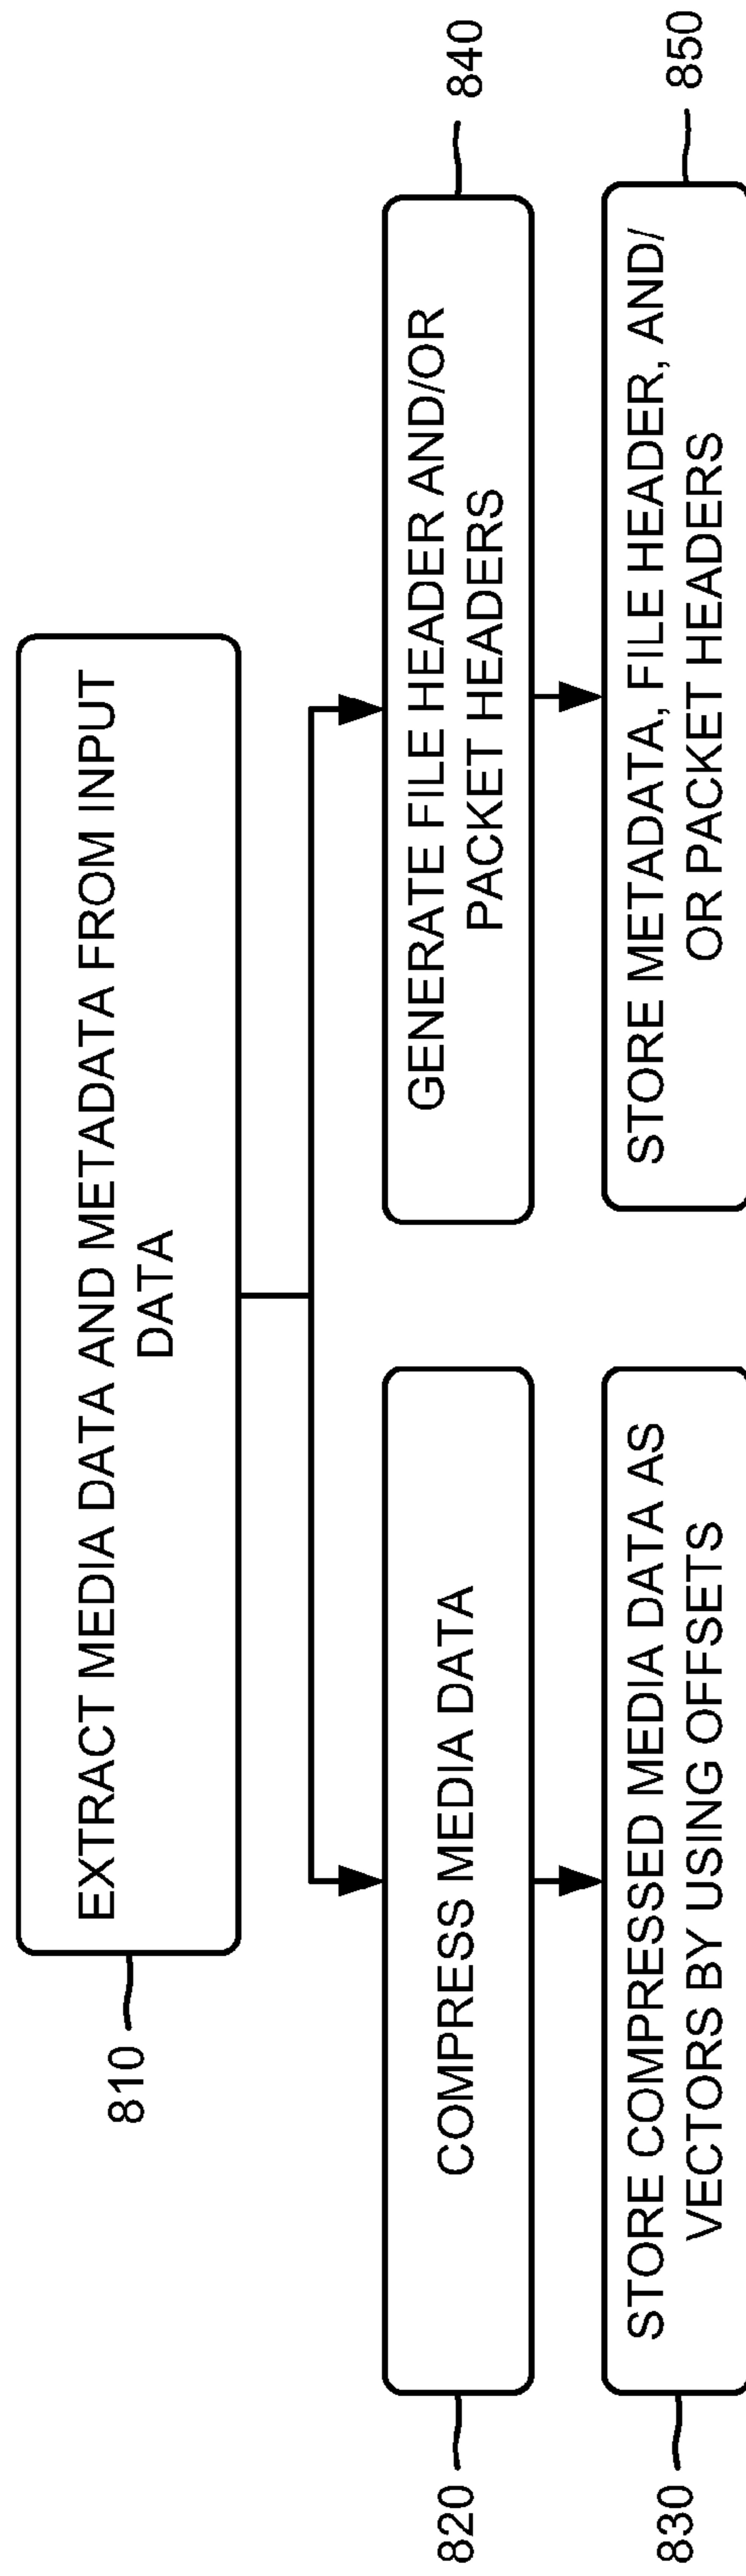 EXTRACT MEDIA DATA AND METADATA FROM INPUT
DATA
810
COMPRESS MEDIA DATA
820
GENERATE FILE HEADER AND/OR
PACKET HEADERS
840
STORE COMPRESSED MEDIA DATA AS
VECTORS BY USING OFFSETS
830
STORE METADATA, FILE HEADER, AND/
OR PACKET HEADERS
850